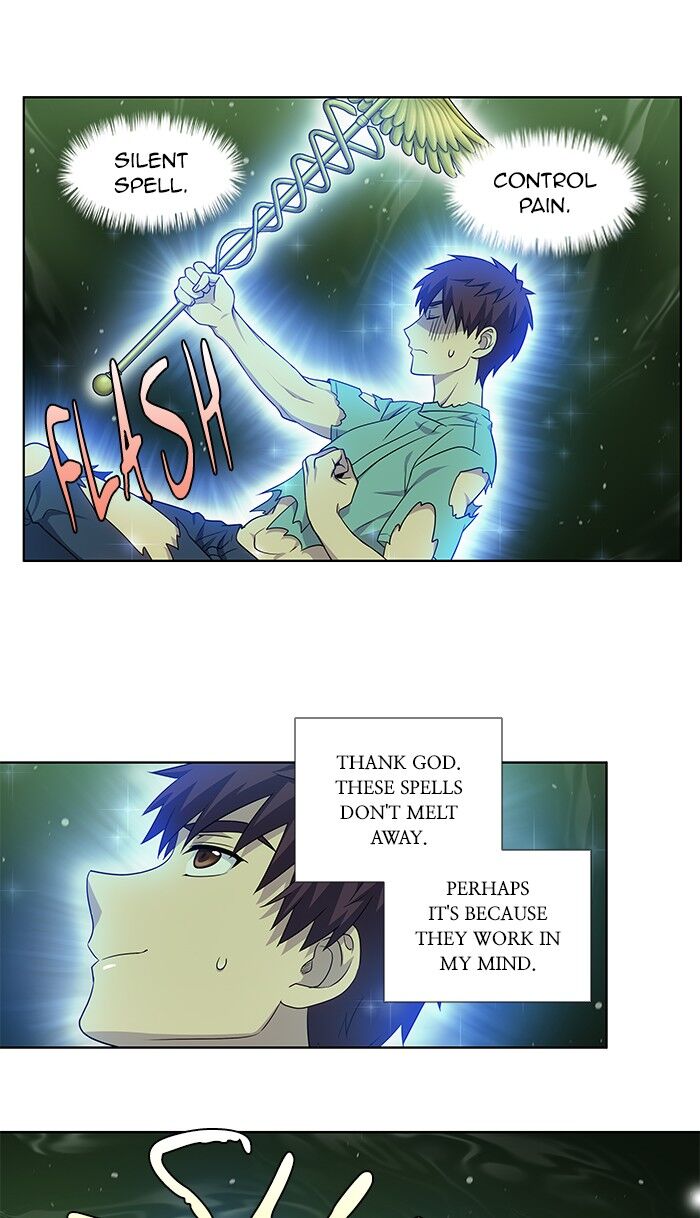 SILENT
SPELL.
CONTROL
PAIN.
FLASH
THANK GOD.
THESE SPELLS
DON'T MELT
AWAY.
PERHAPS
IT'S BECAUSE
THEY WORK IN
MY MIND.